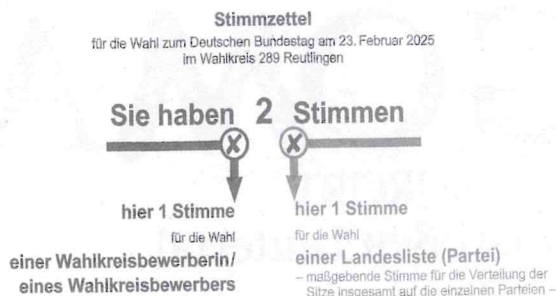 Stimmzettel
für die Wahl zum Deutschen Bundestag am 23. Februar 2025
im Wahlkreis 289 Reutlingen
Sie haben 2 Stimmen
hier 1 Stimme
für die Wahl
einer Wahlkreisbewerberin/
eines Wahlkreisbewerbers
hier 1 Stimme
für die Wahl
einer Landesliste (Partei)
– maßgebende Stimme für die Verteilung der
Sitze insgesamt auf die einzelnen Parteien –